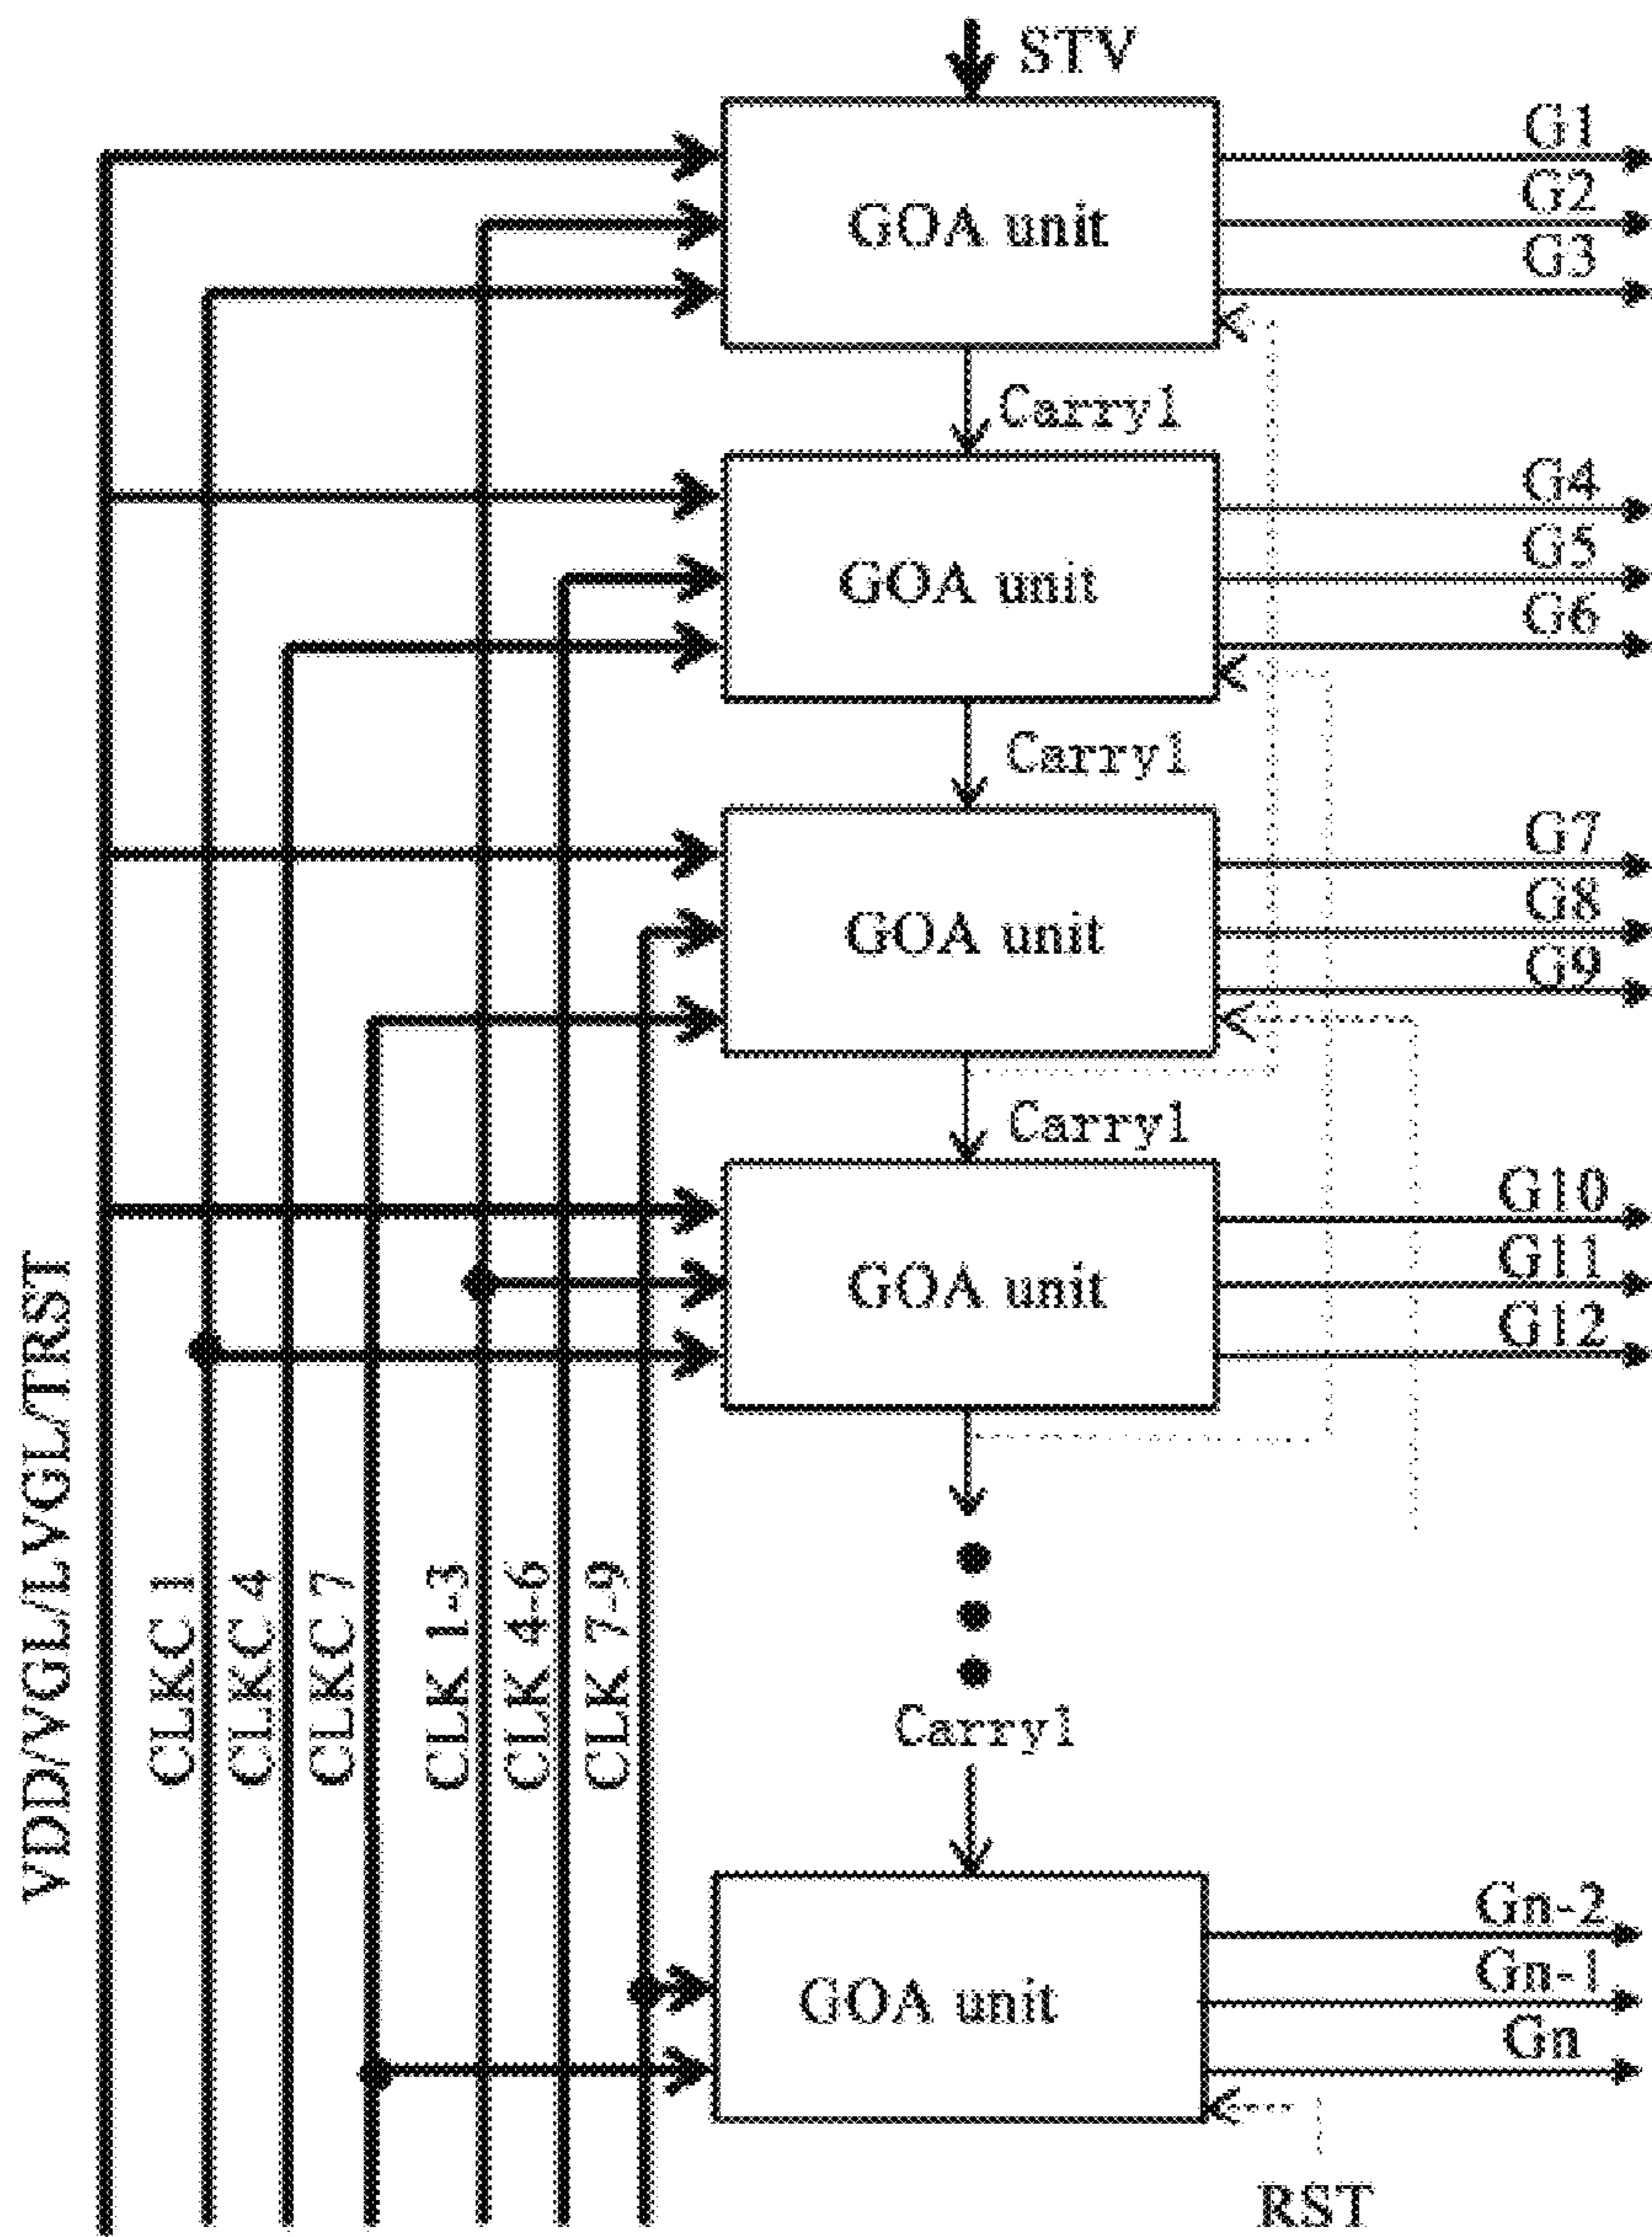 STV
GOA unit
G1
G2
G3
Carry1
GOA unit
G4
G5
G6
Carry1
GOA unit
G7
G8
G9
Carry1
GOA unit
G10
G11
G12
VDD/VGL/LVGL/TRST
CLKC 1
CLKC 4
CLKC 7
CLK 1-3
CLK 4-6
CLK 7-9
Carry1
GOA unit
Gn-2
Gn-1
Gn
RST